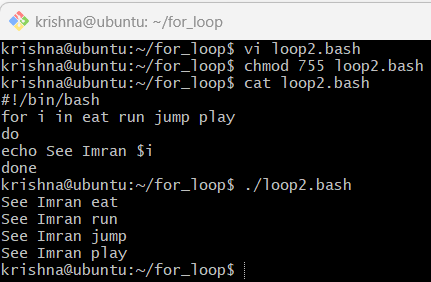 krishna@ubuntu: ~/for_loop
krishna@ubuntu:~/for_loop$ vi loop2.bash
krishna@ubuntu:~/for_loop$ chmod 755 loop2.bash
krishna@ubuntu:~/for_loop$ cat loop2.bash
#!/bin/bash
for i in eat run jump play
do
echo See Imran $i
done
krishna@ubuntu:~/for_loop$ ./loop2.bash
See Imran eat
See Imran run
See Imran jump
See Imran play
krishna@ubuntu:~/for_loop$